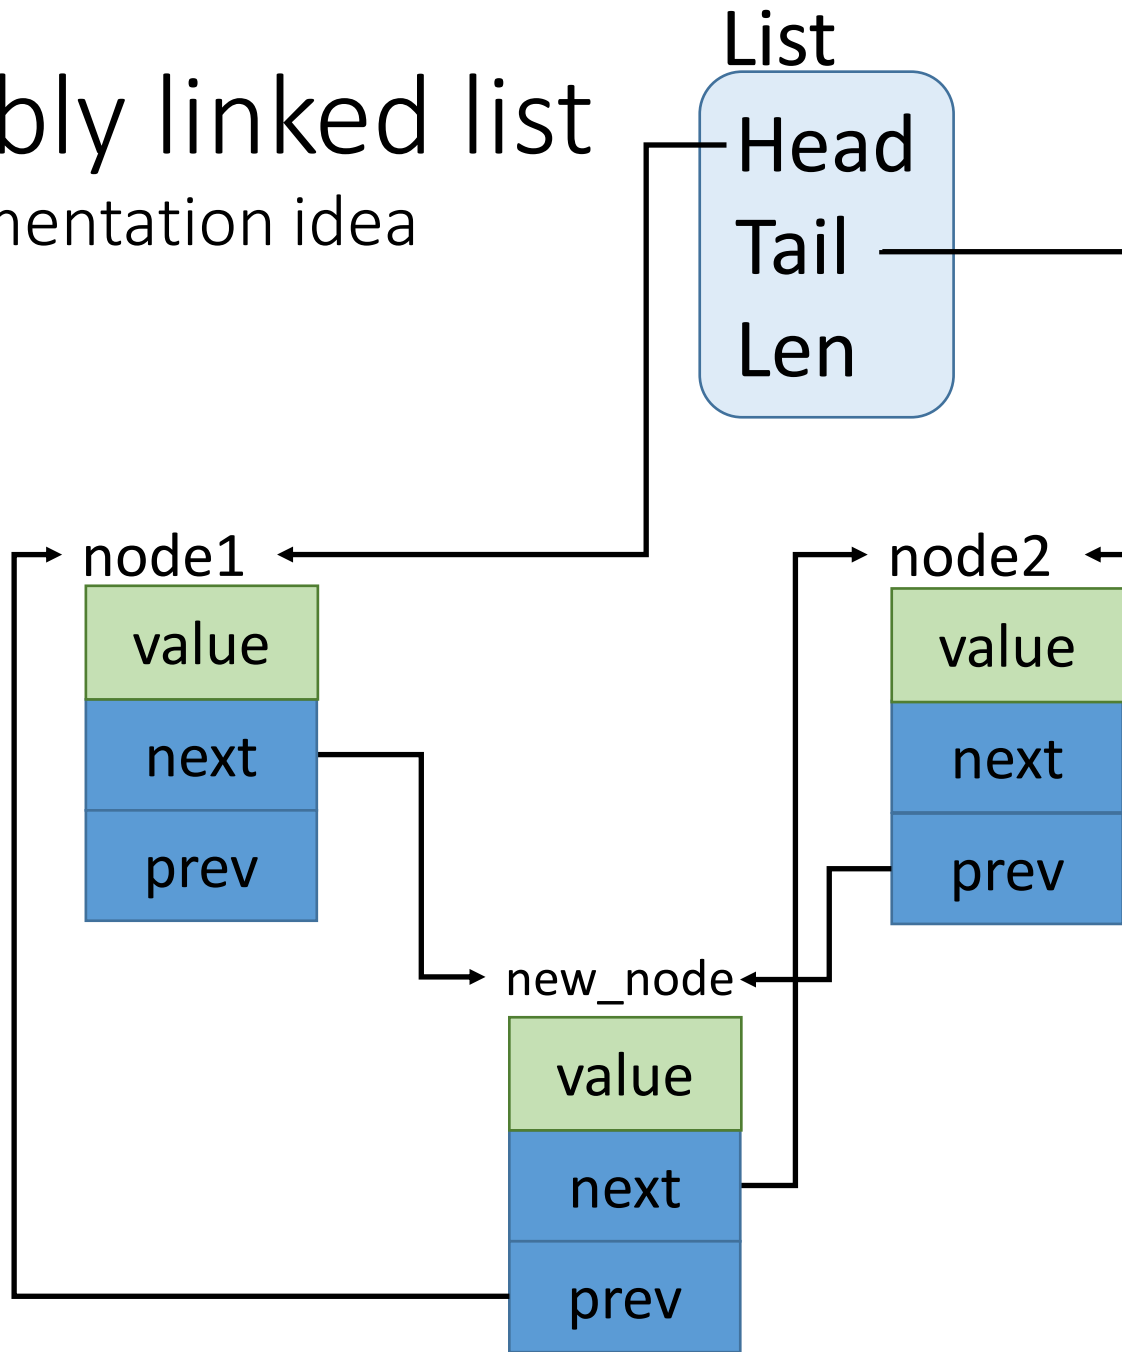 bly linked list
mentation idea
List
Head
Tail
Len
node1
value
next
prev
node2
value
next
prev
new_node
value
next
prev